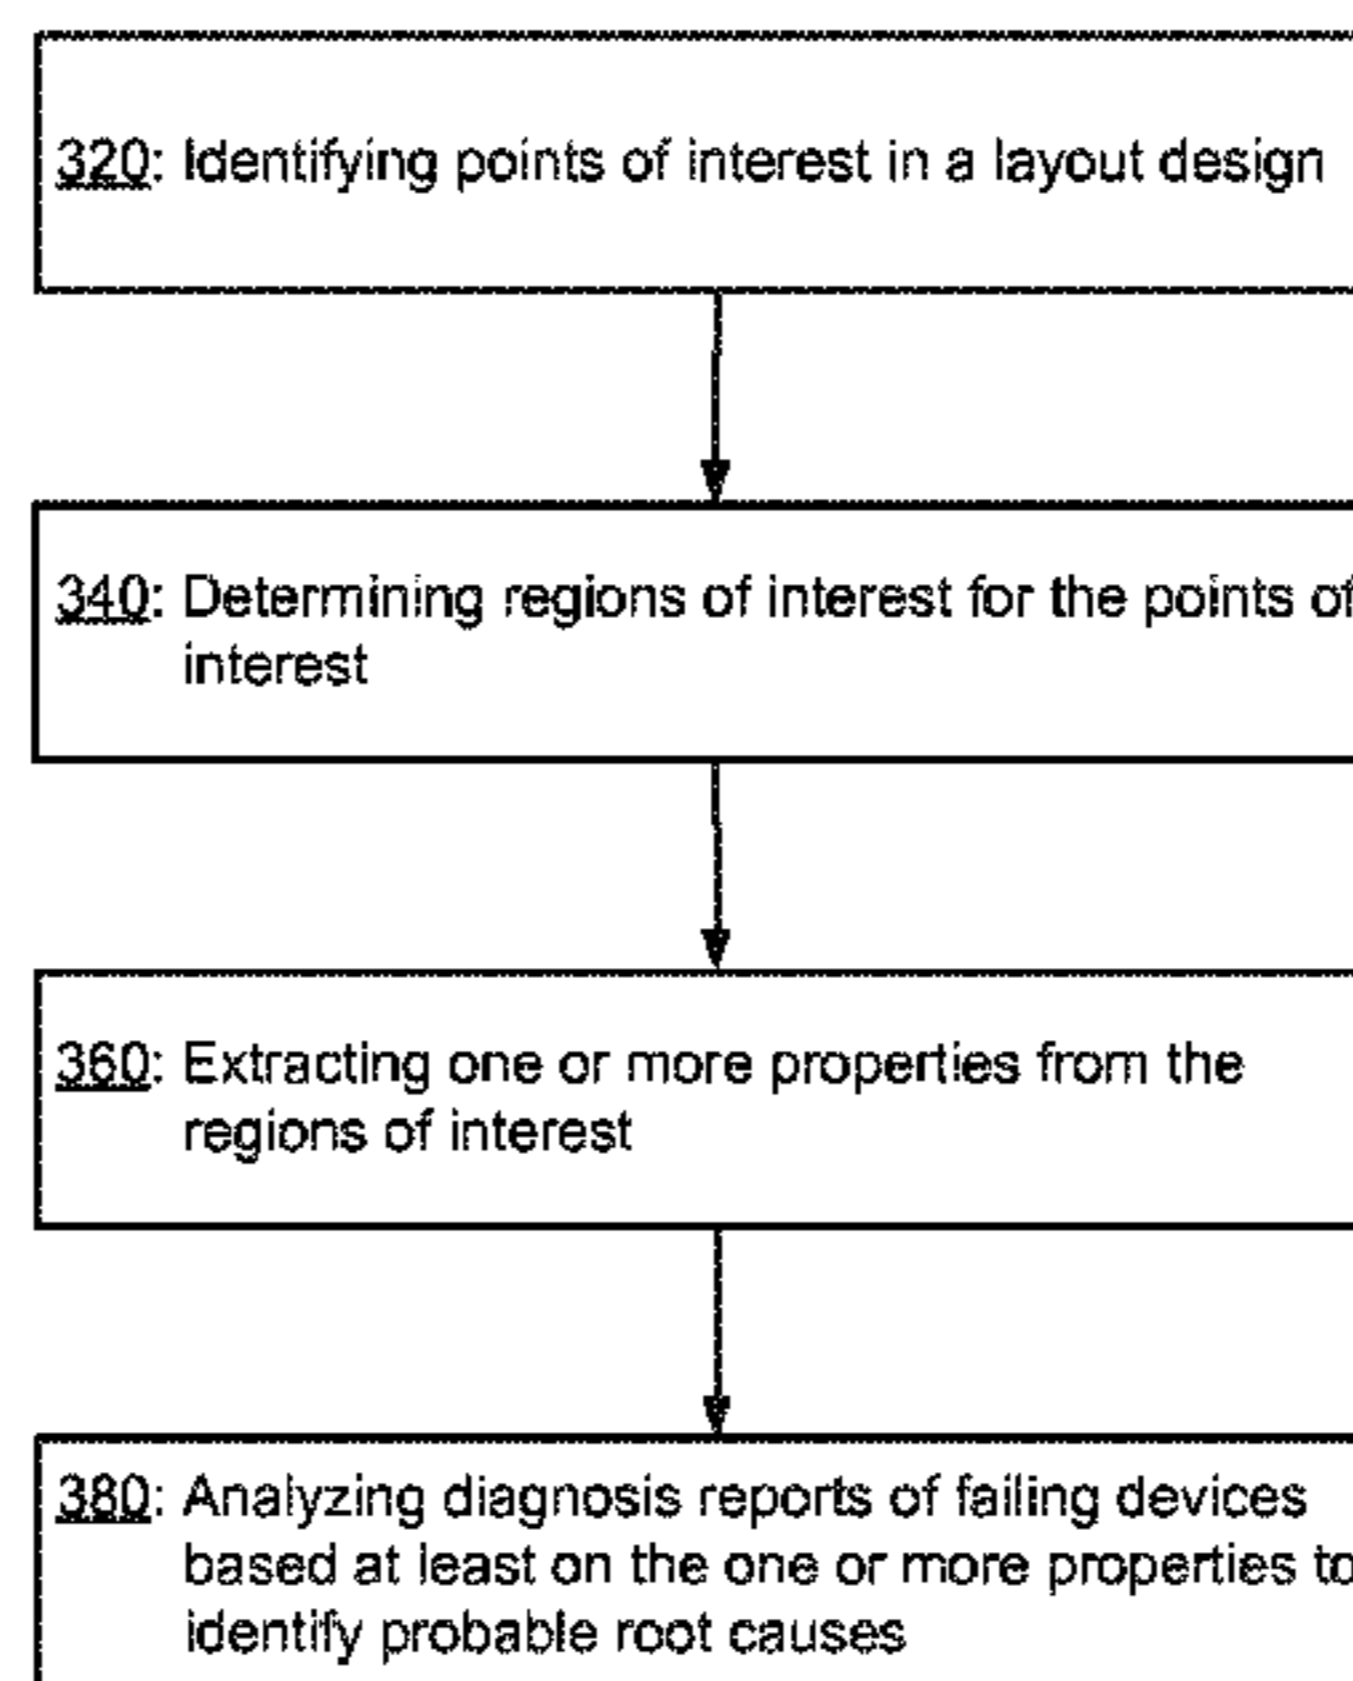 320: Identifying points of interest in a layout design
340: Determining regions of interest for the points of
interest
360: Extracting one or more properties from the
regions of interest
380: Analyzing diagnosis reports of failing devices
based at least on the one or more properties to
identify probable root causes